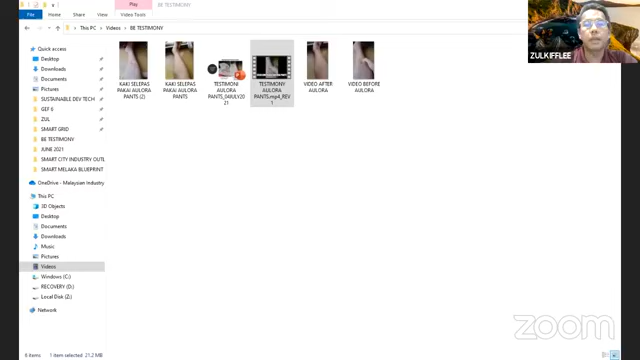 Play
BE TESTIMONY
File
Home
Share
View
Video Tools
This PC
Videos
BE TESTIMONY
Quick access
Desktop
Downloads
Documents
Pictures
SUSTAINABLE DEV TECH
GEF 6
ZUL
SMART GRID
BE TESTIMONY
JUNE 2021
SMART CITY INDUSTRY OUTL
SMART MELAKA BLUEPRINT
OneDrive - Malaysian Industry
This PC
3D Objects
Desktop
Documents
Downloads
Music
Pictures
Videos
Windows (C:)
RECOVERY (D:)
Local Disk (Z:)
Network
KAKI SELEPAS
PAKAI AULORA
PANTS (2)
KAKI SELEPAS
PAKAI AULORA
PANTS
TESTIMONI
AULORA
PANTS_04JULY20
21
TESTIMONY
AULORA
PANTS.mp4_REV
1
VIDEO AFTER
AULORA
VIDEO BEFORE
AULORA
ZULKIFFLEE
zoom
6 items
1 item selected 21.2 MB